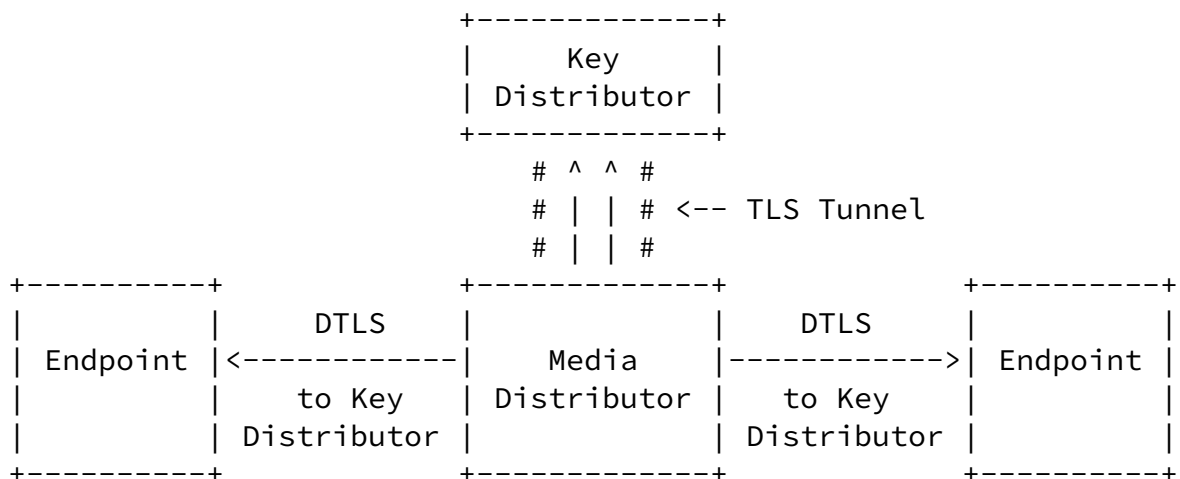 +-------------+
|     Key     |
| Distributor |
+-------------+
# ^ ^ #
# | | # <-- TLS Tunnel
# | | #
+----------+             +-------------+             +----------+
|          |     DTLS    |             |    DTLS     |          |
| Endpoint |<------------|    Media    |------------>| Endpoint |
|          |    to Key   | Distributor |   to Key    |          |
|          | Distributor |             | Distributor |          |
+----------+             +-------------+             +----------+